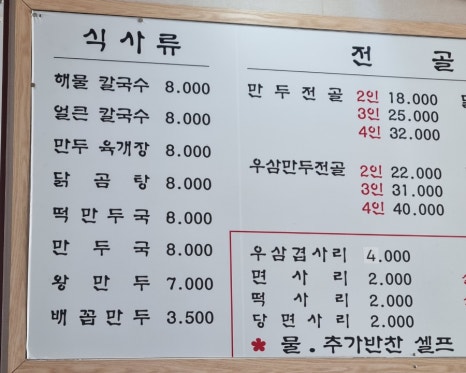 식사류
해물 칼국수 8.000
얼큰 칼국수 8.000
만두 육개장 8.000
닭곰탕 8.000
떡만두국 8.000
만두국 8.000
왕만두 7.000
배꼽만두 3.500
전골
만두전골 2인 18.000
3인 25.000
4인 32.000
우삼만두전골 2인 22.000
3인 31.000
4인 40.000
우삼겹사리 4.000
면사리 2.000
떡사리 2.000
당면사리 2.000
* 물.추가반찬 셀프